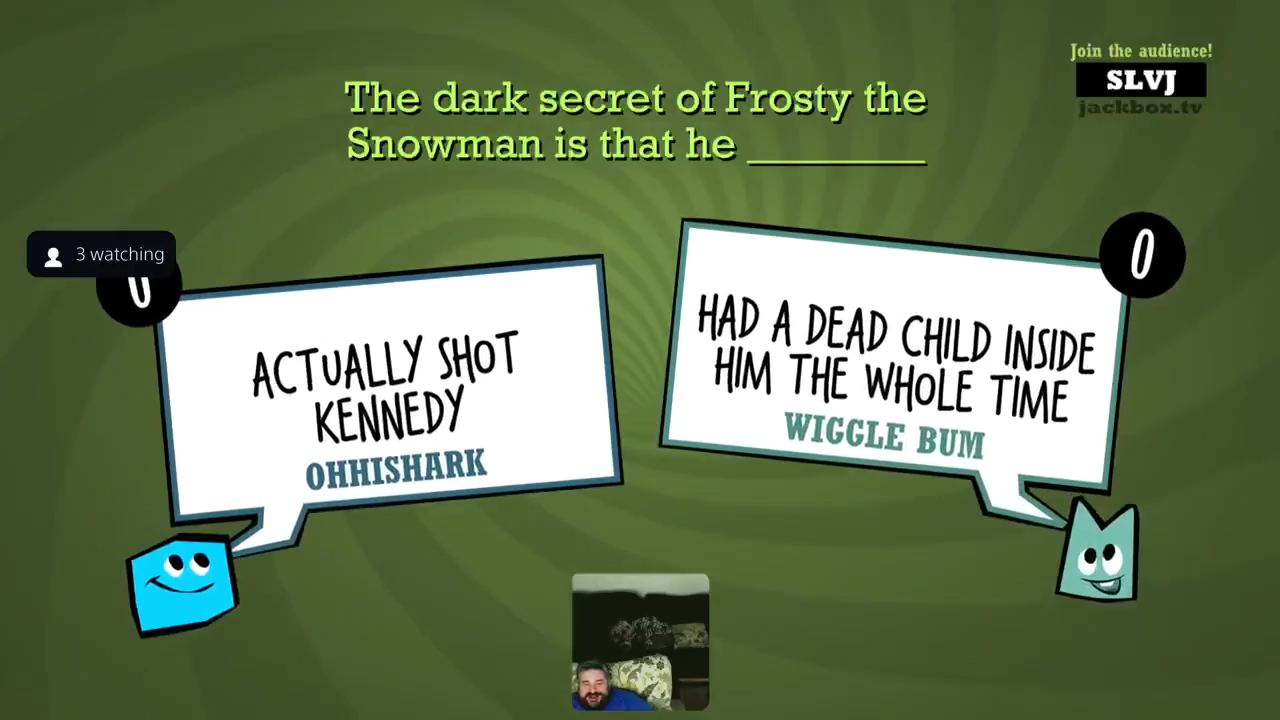 Join the audience!
SLVJ
jackbox.tv
The dark secret of Frosty the
Snowman is that he _________
3 watching
0
0
ACTUALLY SHOT
KENNEDY
OHHISHARK
HAD A DEAD CHILD INSIDE
HIM THE WHOLE TIME
WIGGLE BUM